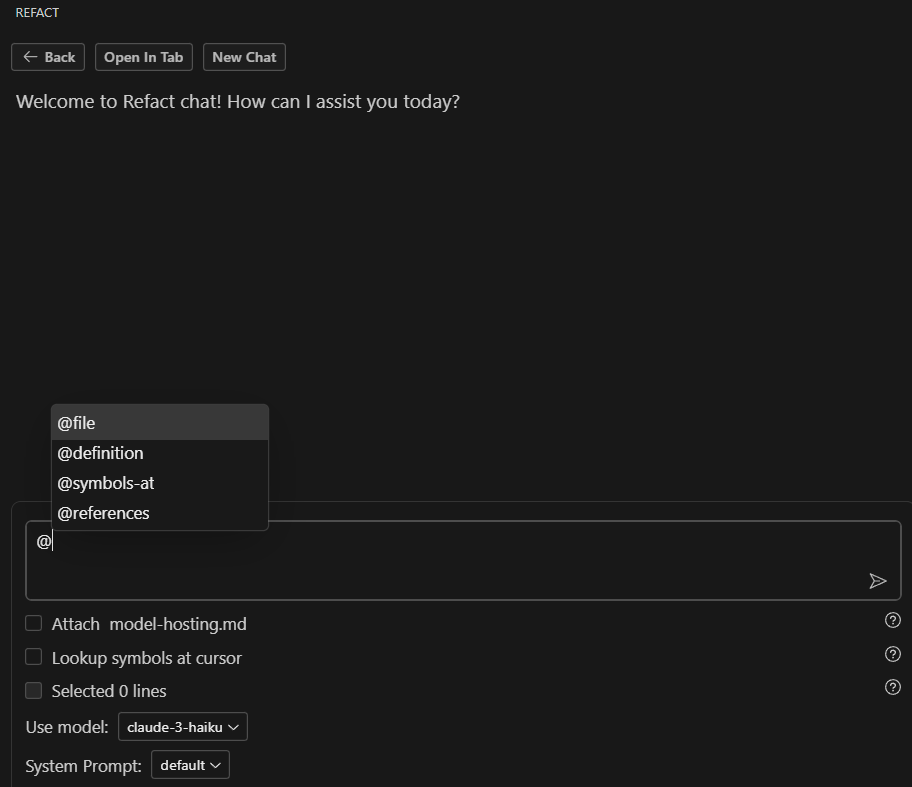 REFACT
Back Open In Tab New Chat
Welcome to Refact chat! How can I assist you today?
@file
@definition
@symbols-at
@references
@
Attach model-hosting.md
Lookup symbols at cursor
Selected 0 lines
Use model: claude-3-haiku
System Prompt: default